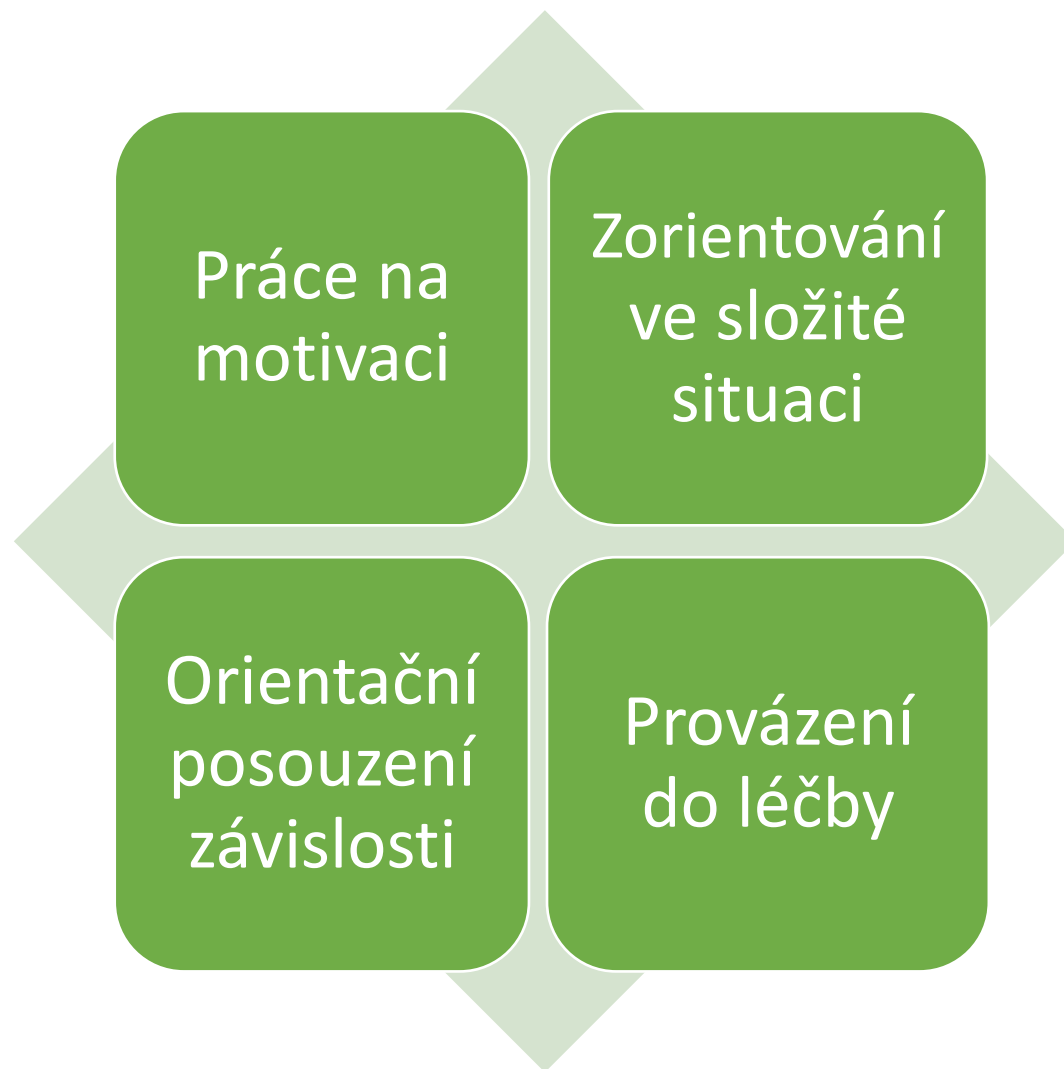 Práce na
motivaci
Zorientování
ve složité
situaci
Orientační
posouzení
závislosti
Provázení
do léčby